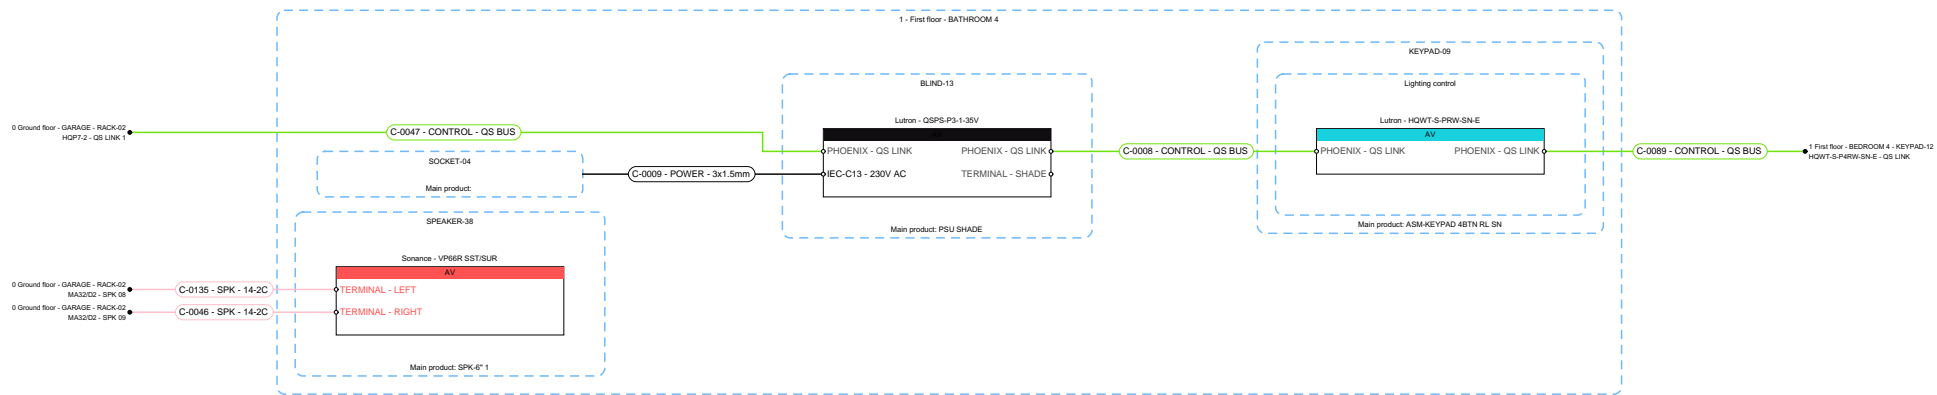 1 - First floor - BATHROOM 4
KEYPAD-09
BLIND-13
Lighting control
0 Ground floor - GARAGE - RACK-02
HQP7-2 - QS LINK 1
C-0047 - CONTROL - QS BUS
Lutron - QSPS-P3-1-35V
AV
PHOENIX - QS LINK
PHOENIX - QS LINK
IEC-C13 - 230V AC
TERMINAL - SHADE
Main product: PSU SHADE
C-0008 - CONTROL - QS BUS
Lutron - HQWT-S-PRW-SN-E
AV
PHOENIX - QS LINK
PHOENIX - QS LINK
Main product: ASM-KEYPAD 4BTN RL SN
C-0089 - CONTROL - QS BUS
1 First floor - BEDROOM 4 - KEYPAD-12
HQWT-S-P4RW-SN-E - QS LINK
SOCKET-04
Main product:
C-0009 - POWER - 3x1.5mm
SPEAKER-38
Sonance - VP66R SST/SUR
AV
0 Ground floor - GARAGE - RACK-02
MA32/D2 - SPK 08
C-0135 - SPK - 14-2C
TERMINAL - LEFT
0 Ground floor - GARAGE - RACK-02
MA32/D2 - SPK 09
C-0046 - SPK - 14-2C
TERMINAL - RIGHT
Main product: SPK-6" 1